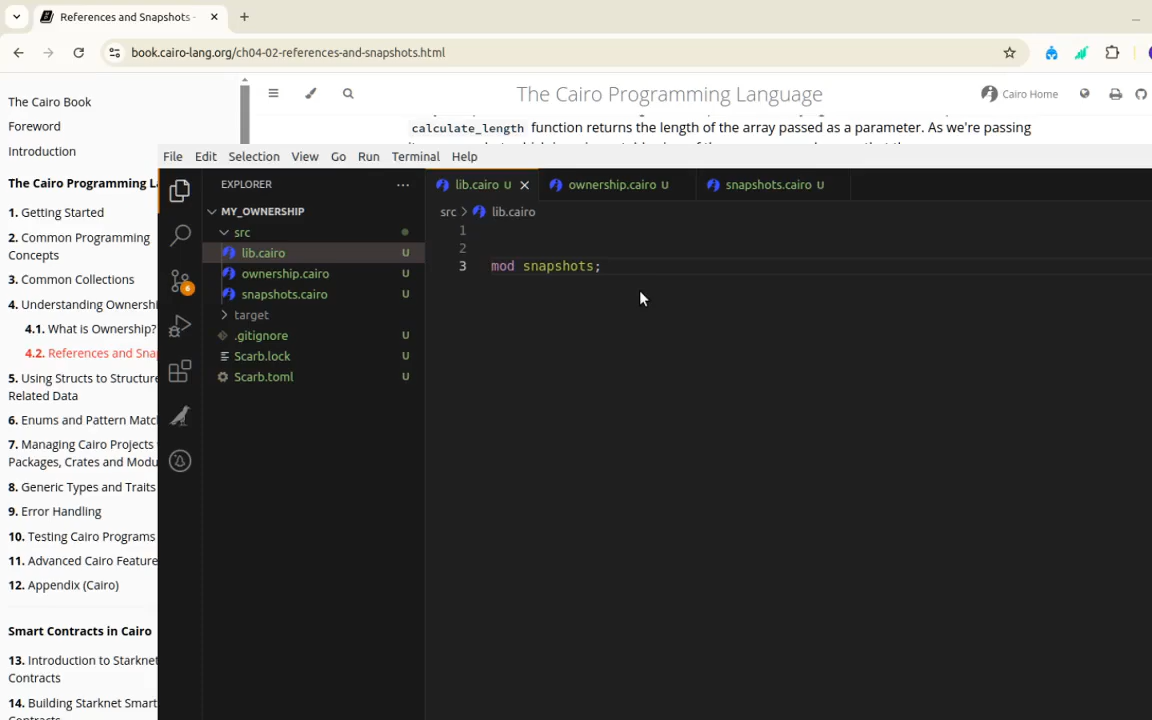 References and Snapshots -
book.cairo-lang.org/ch04-02-references-and-snapshots.html
The Cairo Book
Foreword
Introduction
The Cairo Programming La
1. Getting Started
2. Common Programming
Concepts
3. Common Collections
4. Understanding Ownershi
4.1. What is Ownership?
4.2. References and Snap
5. Using Structs to Structure
Related Data
6. Enums and Pattern Match
7. Managing Cairo Projects
Packages, Crates and Modu
8. Generic Types and Traits
9. Error Handling
10. Testing Cairo Programs
11. Advanced Cairo Feature
12. Appendix (Cairo)
Smart Contracts in Cairo
13. Introduction to Starknet
Contracts
14. Building Starknet Smart
Contracts
The Cairo Programming Language
Cairo Home
calculate_length function returns the length of the array passed as a parameter. As we're passing
File Edit Selection View Go Run Terminal Help
EXPLORER
MY_OWNERSHIP
src
lib.cairo U
ownership.cairo U
snapshots.cairo U
target
.gitignore U
Scarb.lock U
Scarb.toml U
6
lib.cairo U
ownership.cairo U
snapshots.cairo U
src > lib.cairo
1
2
3 mod snapshots;